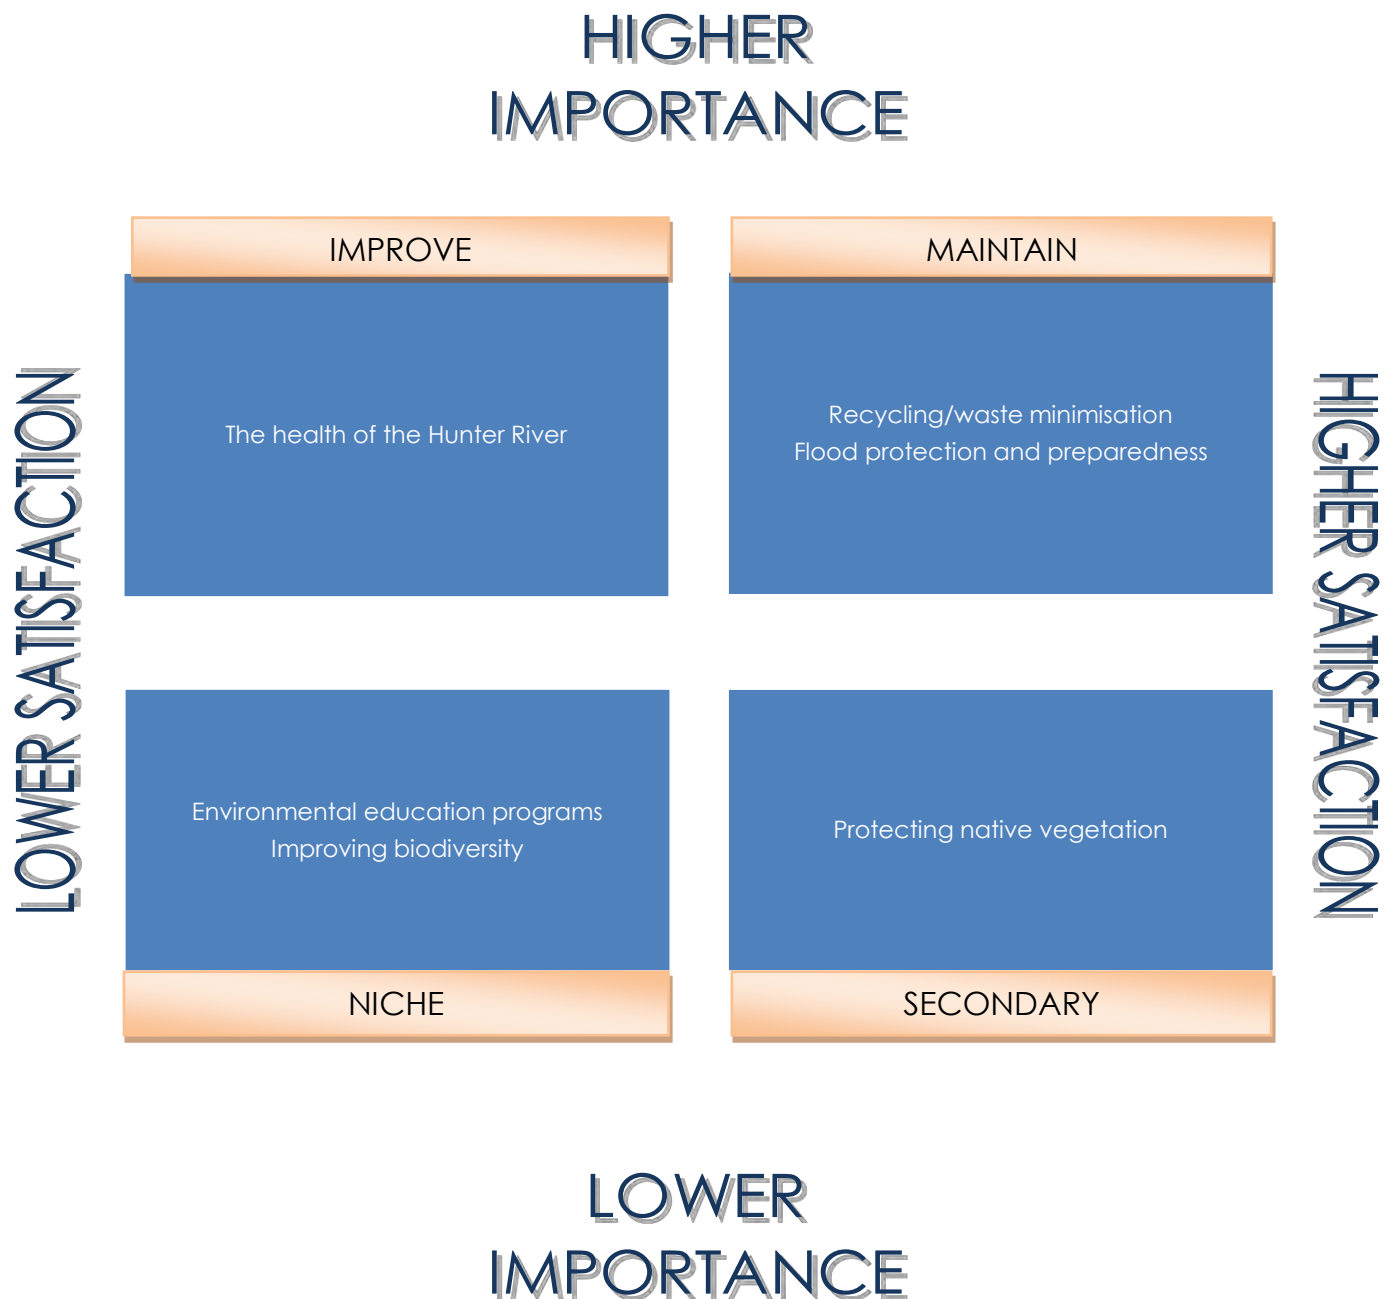 HIGHER
IMPORTANCE
IMPROVE
MAINTAIN
LOWER SATISFACTION
The health of the Hunter River
Recycling/waste minimisation
Flood protection and preparedness
HIGHER SATISFACTION
Environmental education programs
Improving biodiversity
Protecting native vegetation
NICHE
SECONDARY
LOWER
IMPORTANCE